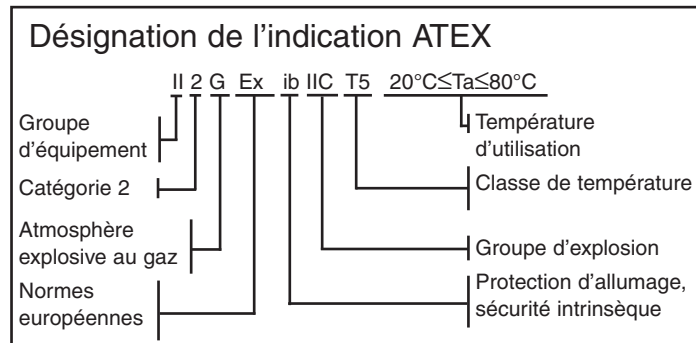 Désignation de l'indication ATEX
II 2 G Ex ib IIC T5 20°C≤Ta≤80°C
Groupe
d'équipement
Température
d'utilisation
Catégorie 2
Classe de température
Atmosphère
explosive au gaz
Groupe d'explosion
Normes
européennes
Protection d'allumage,
sécurité intrinsèque